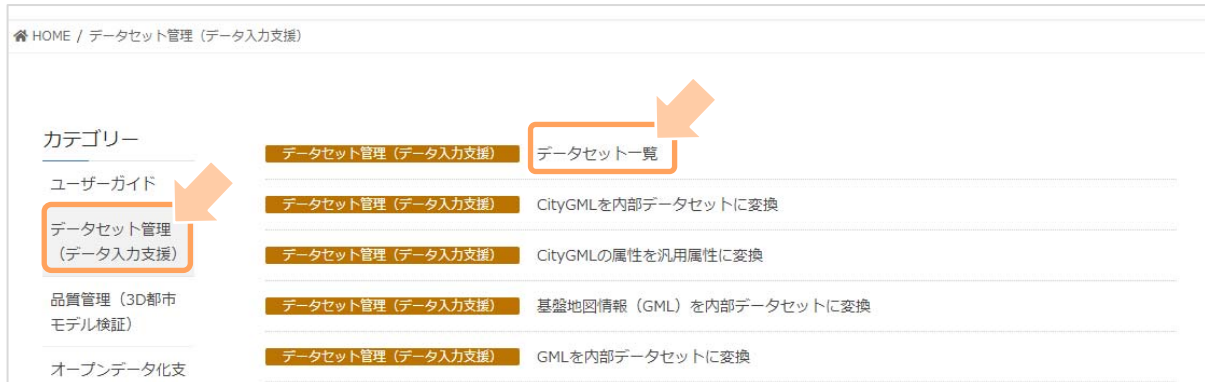 HOME / データセット管理（データ入力支援）
カテゴリー
ユーザーガイド
データセット管理
（データ入力支援）
品質管理（3D都市
モデル検証）
オープンデータ化支
データセット管理（データ入力支援） データセット一覧
データセット管理（データ入力支援） CityGMLを内部データセットに変換
データセット管理（データ入力支援） CityGMLの属性を汎用属性に変換
データセット管理（データ入力支援） 基盤地図情報（GML）を内部データセットに変換
データセット管理（データ入力支援） GMLを内部データセットに変換